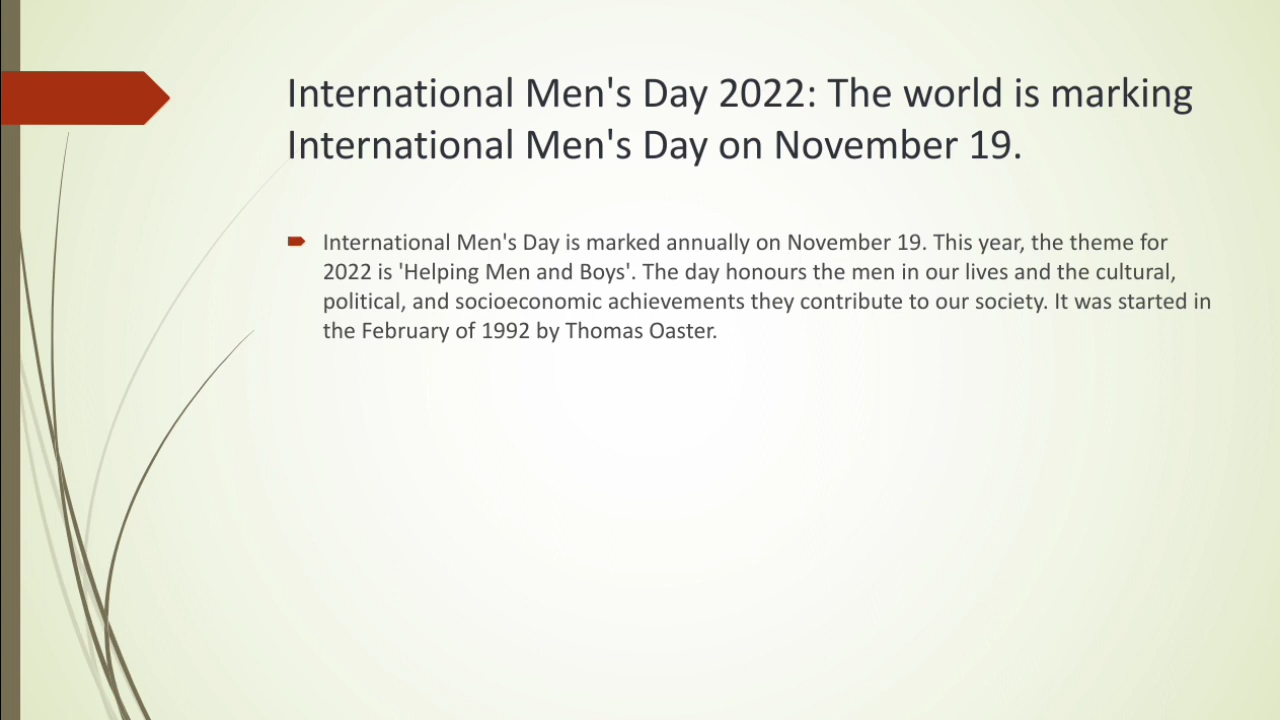 International Men's Day 2022: The world is marking
International Men's Day on November 19.
International Men's Day is marked annually on November 19. This year, the theme for
2022 is 'Helping Men and Boys'. The day honours the men in our lives and the cultural,
political, and socioeconomic achievements they contribute to our society. It was started in
the February of 1992 by Thomas Oaster.